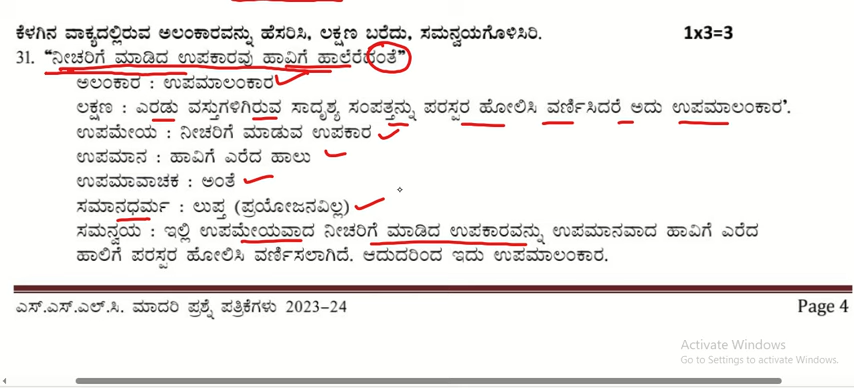 ಕೆಳಗಿನ ವಾಕ್ಯದಲ್ಲಿರುವ ಅಲಂಕಾರವನ್ನು ಹೆಸರಿಸಿ, ಲಕ್ಷಣ ಬರೆದು, ಸಮನ್ವಯಗೊಳಿಸಿರಿ. 1x3=3
31. “ನೀಚರಿಗೆ ಮಾಡಿದ ಉಪಕಾರವು ಹಾವಿಗೆ ಹಾಲೆರೆದಂತೆ”
ಅಲಂಕಾರ : ಉಪಮಾಲಂಕಾರ
ಲಕ್ಷಣ : ಎರಡು ವಸ್ತುಗಳಿಗಿರುವ ಸಾದೃಶ್ಯ ಸಂಪತ್ತನ್ನು ಪರಸ್ಪರ ಹೋಲಿಸಿ ವರ್ಣಿಸಿದರೆ ಅದು ಉಪಮಾಲಂಕಾರ’.
ಉಪಮೇಯ : ನೀಚರಿಗೆ ಮಾಡುವ ಉಪಕಾರ
ಉಪಮಾನ : ಹಾವಿಗೆ ಎರೆದ ಹಾಲು
ಉಪಮಾವಾಚಕ : ಅಂತೆ
ಸಮಾನಧರ್ಮ : ಲುಪ್ತ (ಪ್ರಯೋಜನವಿಲ್ಲ)
ಸಮನ್ವಯ : ಇಲ್ಲಿ ಉಪಮೇಯವಾದ ನೀಚರಿಗೆ ಮಾಡಿದ ಉಪಕಾರವನ್ನು ಉಪಮಾನವಾದ ಹಾವಿಗೆ ಎರೆದ
ಹಾಲಿಗೆ ಪರಸ್ಪರ ಹೋಲಿಸಿ ವರ್ಣಿಸಲಾಗಿದೆ. ಆದುದರಿಂದ ಇದು ಉಪಮಾಲಂಕಾರ.
ಎಸ್.ಎಸ್.ಎಲ್.ಸಿ. ಮಾದರಿ ಪ್ರಶ್ನೆ ಪತ್ರಿಕೆಗಳು 2023-24 Page 4
Activate Windows
Go to Settings to activate Windows.